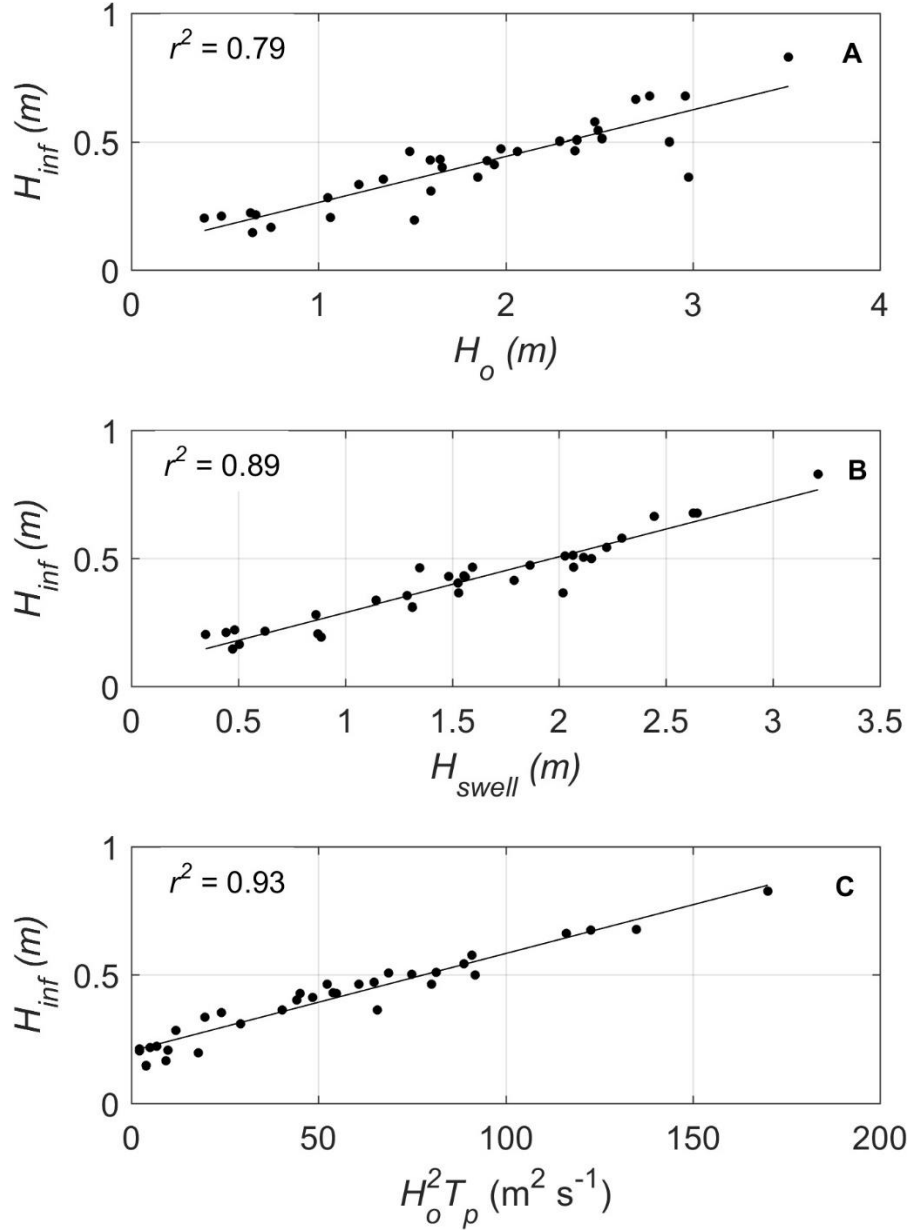 1
r² = 0.79
A
H_inf (m)
0.5
0
0 1 2 3 4
H_o (m)
1
r² = 0.89
B
H_inf (m)
0.5
0
0 0.5 1 1.5 2 2.5 3 3.5
H_swell (m)
1
r² = 0.93
C
H_inf (m)
0.5
0
0 50 100 150 200
H_o²T_p (m² s⁻¹)